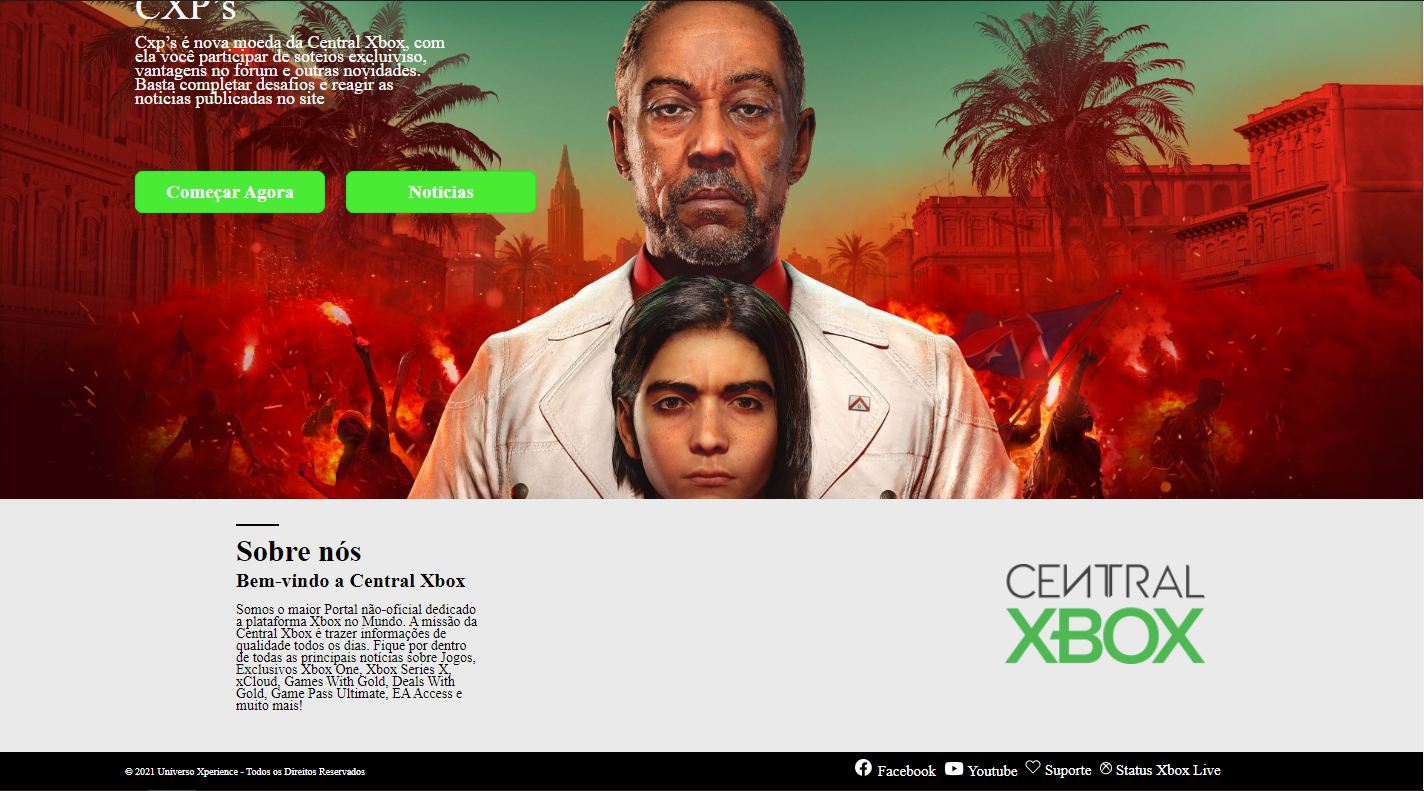 CXP's
Cxp's é nova moeda da Central Xbox, com
ela você participar de soteios excluiviso,
vantagens no forum e outras novidades.
Basta completar desafios e reagir as
noticias publicadas no site
Começar Agora
Noticias
Sobre nós
Bem-vindo a Central Xbox
Somos o maior Portal não-oficial dedicado
a plataforma Xbox no Mundo. A missão da
Central Xbox é trazer informações de
qualidade todos os dias. Fique por dentro
de todas as principais notícias sobre Jogos,
Exclusivos Xbox One, Xbox Series X,
xCloud, Games With Gold, Deals With
Gold, Game Pass Ultimate, EA Access e
muito mais!
CENTRAL
XBOX
© 2021 Universo Xperience - Todos os Direitos Reservados
Facebook
Youtube
Suporte
Status Xbox Live